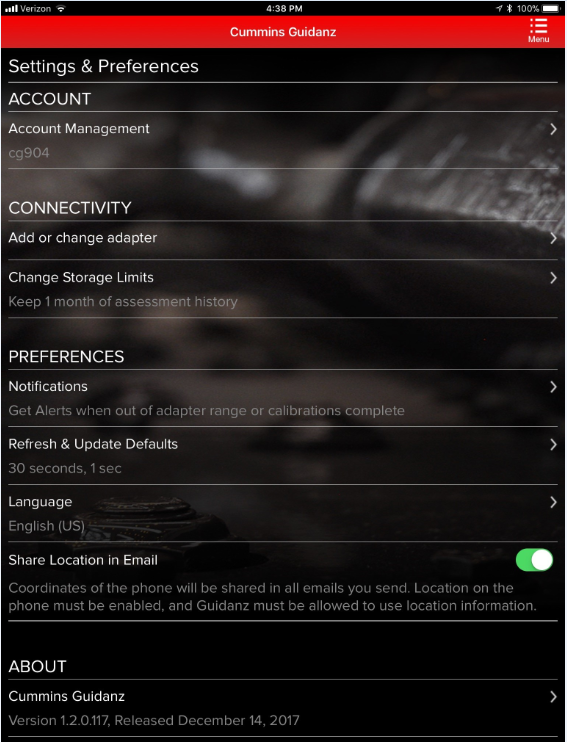 Verizon 4:38 PM 100%
Cummins Guidanz
Menu
Settings & Preferences
ACCOUNT
Account Management
cg904
CONNECTIVITY
Add or change adapter
Change Storage Limits
Keep 1 month of assessment history
PREFERENCES
Notifications
Get Alerts when out of adapter range or calibrations complete
Refresh & Update Defaults
30 seconds, 1 sec
Language
English (US)
Share Location in Email
Coordinates of the phone will be shared in all emails you send. Location on the
phone must be enabled, and Guidanz must be allowed to use location information.
ABOUT
Cummins Guidanz
Version 1.2.0.117, Released December 14, 2017